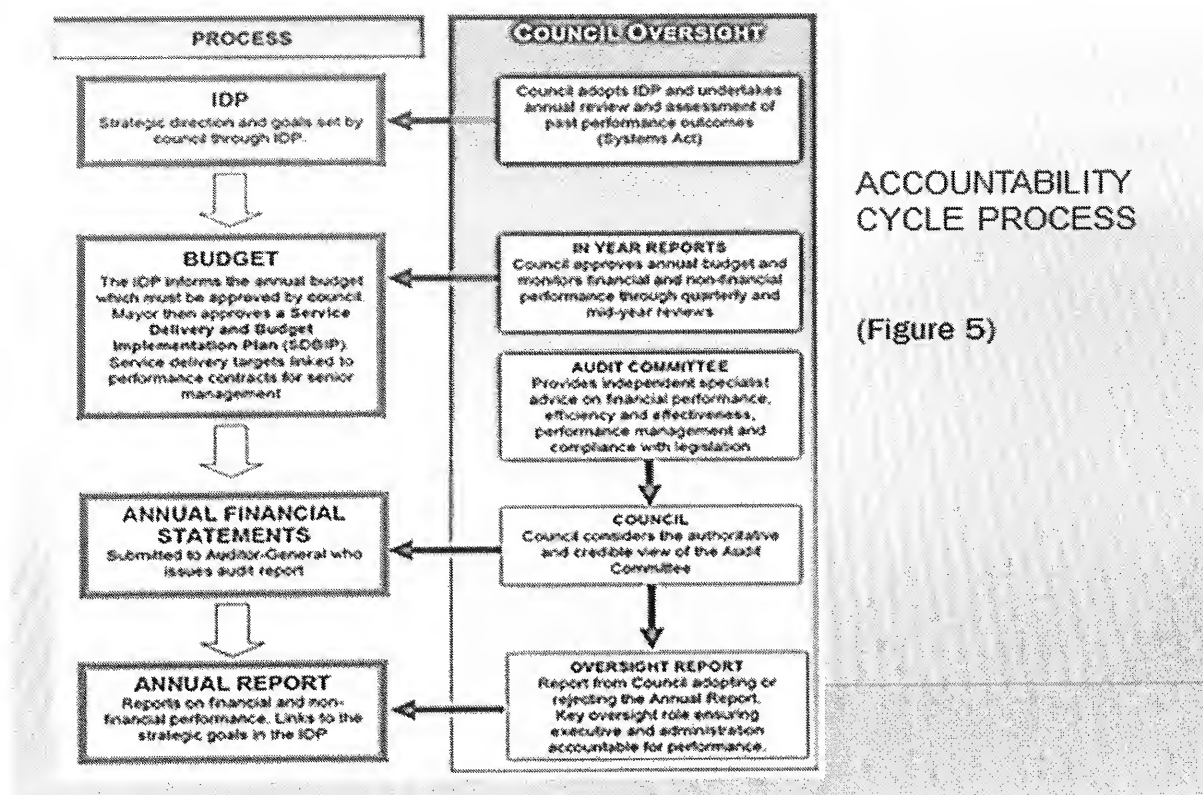 PROCESS
IDP
Strategic direction and goals set by
council through IDP.
BUDGET
The IDP informs the annual budget
which must be approved by council.
Mayor then approves a Service
Delivery and Budget
Implementation Plan (SDBIP)
Service delivery targets linked to
performance contracts for senior
management
ANNUAL FINANCIAL
STATEMENTS
Submitted to Auditor-General who
issues audit report
ANNUAL REPORT
Reports on financial and non-
financial performance. Links to the
strategic goals in the IDP
COUNCIL OVERSIGHT
Council adopts IDP and undertakes
annual review and assessment of
past performance outcomes
(Systems Act)
IN YEAR REPORTS
Council approves annual budget and
monitors financial and non-financial
performance through quarterly and
mid-year reviews
AUDIT COMMITTEE
Provides independent specialist
advice on financial performance,
efficiency and effectiveness,
performance management and
compliance with legislation
COUNCIL
Council considers the authoritative
and credible view of the Audit
Committee
OVERSIGHT REPORT
Report from Council adopting or
rejecting the Annual Report.
Key oversight role ensuring
executive and administration
accountable for performance.
ACCOUNTABILITY
CYCLE PROCESS
(Figure 5)